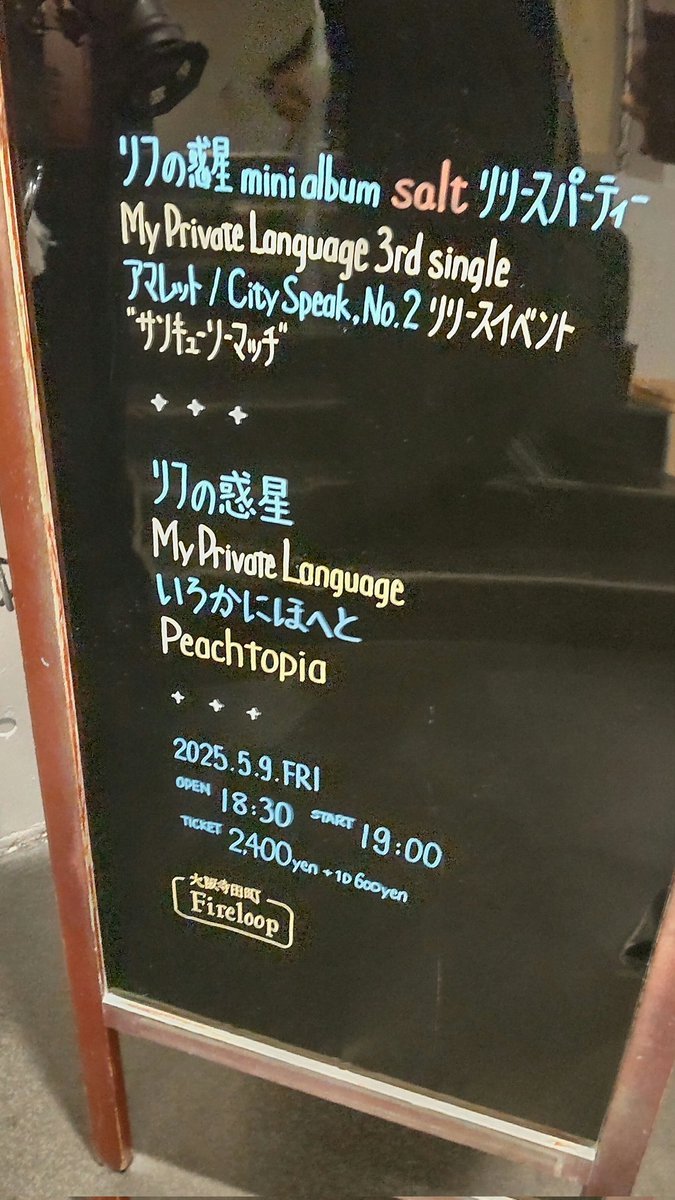 リフの惑星 mini album salt リリースパーティー
My Private Language 3rd single
アマレット / City Speak, No.2 リリースイベント
"サンキューソーマッチ"
リフの惑星
My Private Language
いろかにほへと
Peachtopia
2025.5.9.FRI
OPEN 18:30 START 19:00
TICKET 2,400yen +1D 600yen
大阪寺田町
Fireloop